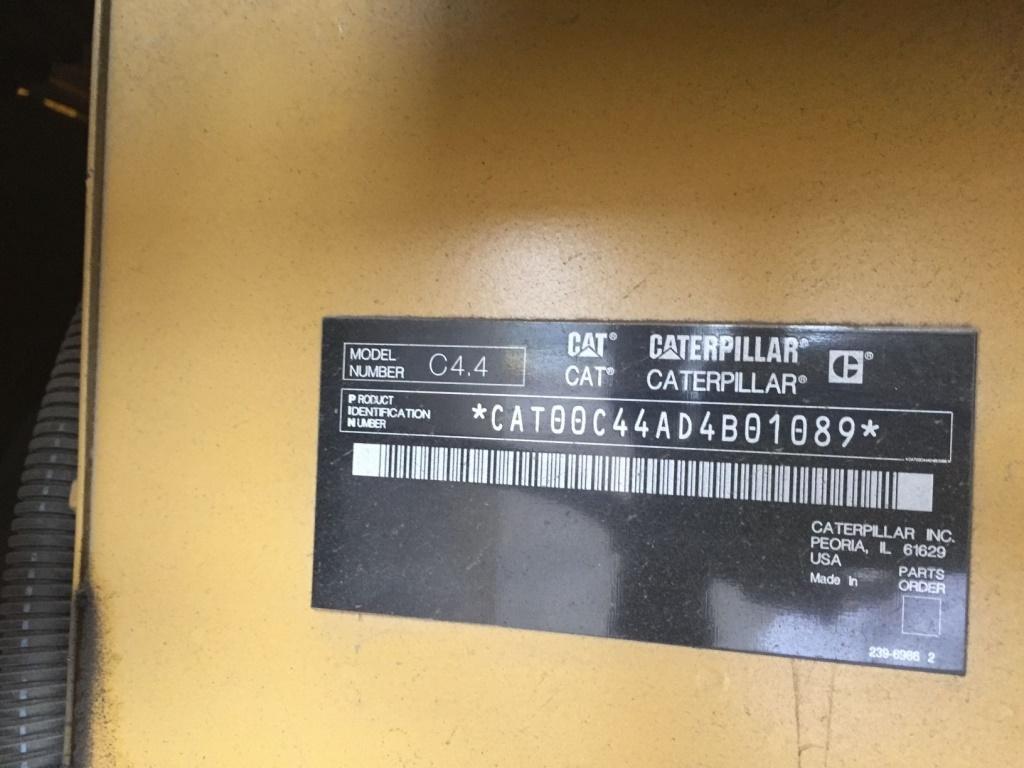 MODEL NUMBER C4.4
CAT® CATERPILLAR®
CAT® CATERPILLAR®
PRODUCT IDENTIFICATION NUMBER *CAT00C44AD4B01089*
CATERPILLAR INC.
PEORIA, IL 61629
USA
Made In
PARTS ORDER
239-6986 2